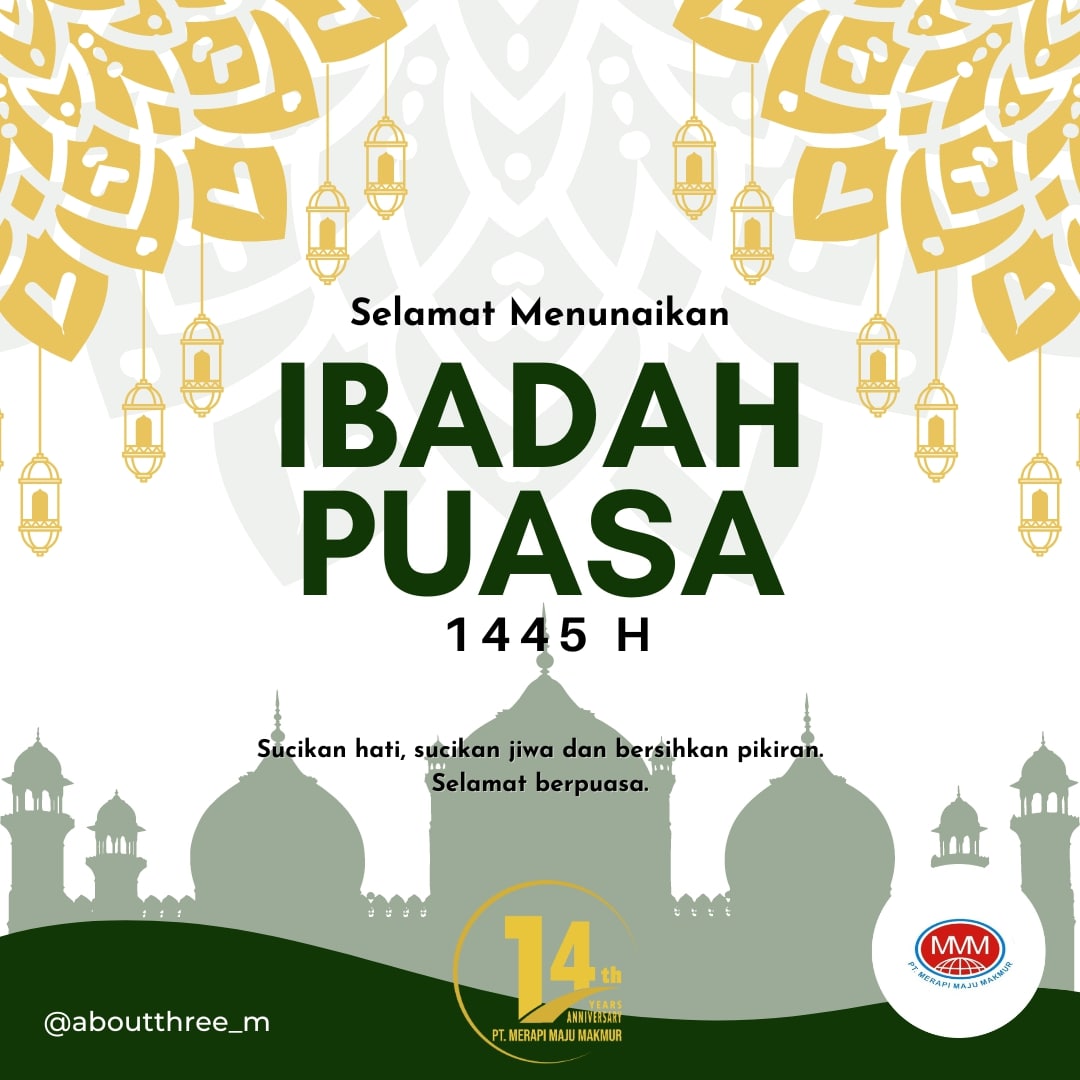 Selamat Menunaikan
IBADAH
PUASA
1445 H
Sucikan hati, sucikan jiwa dan bersihkan pikiran.
Selamat berpuasa.
14th
YEARS
ANNIVERSARY
PT. MERAPI MAJU MAKMUR
MMM
PT. MERAPI MAJU MAKMUR
@aboutthree_m